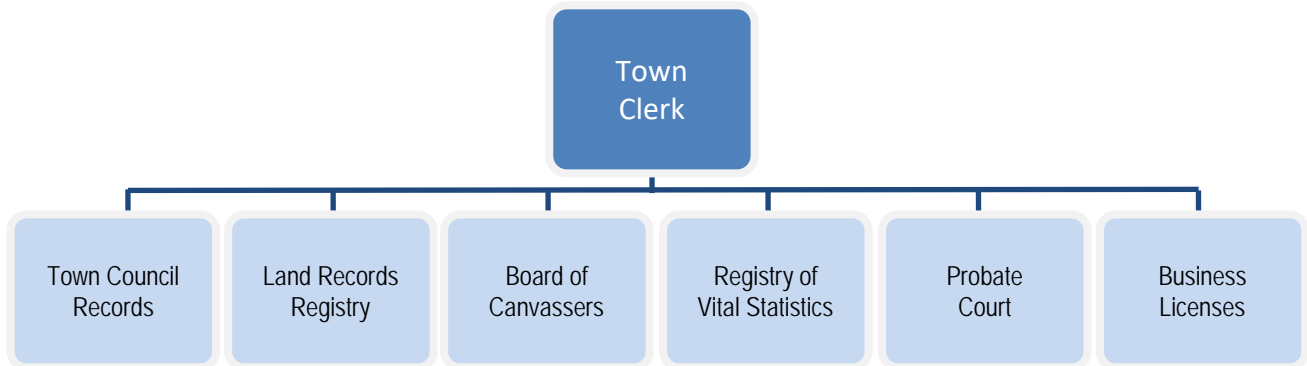 Town
Clerk
Town Council
Records
Land Records
Registry
Board of
Canvassers
Registry of
Vital Statistics
Probate
Court
Business
Licenses